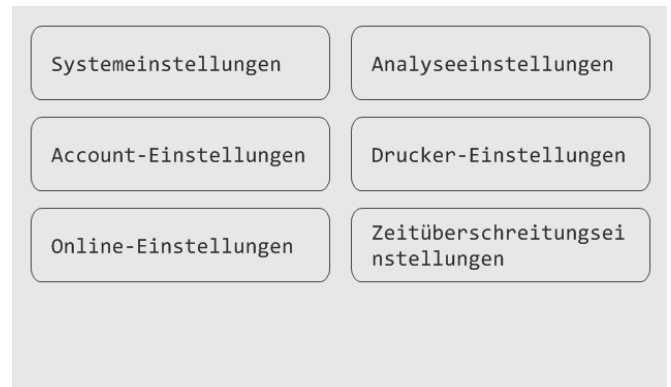 Systemeinstellungen
Analyseeinstellungen
Account-Einstellungen
Drucker-Einstellungen
Online-Einstellungen
Zeitüberschreitungsei
nstellungen